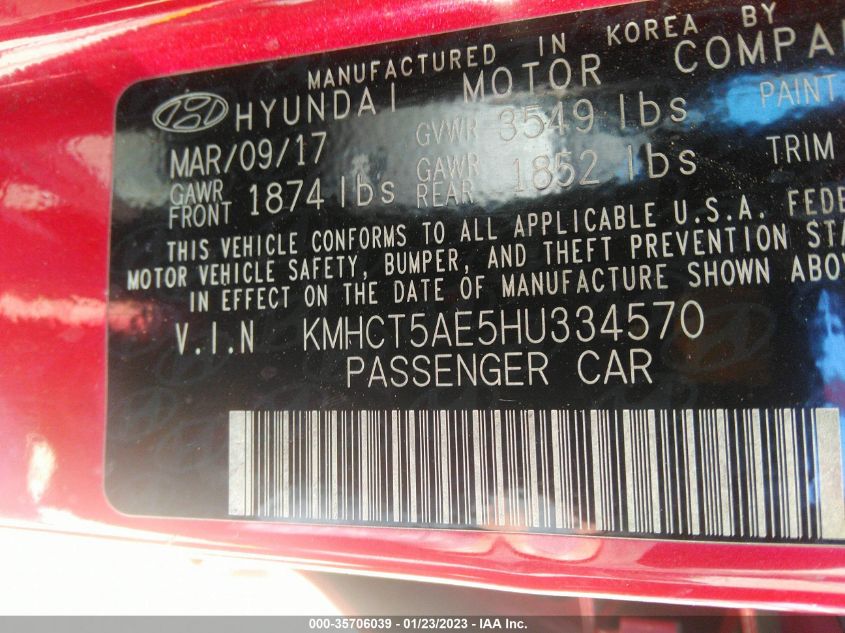 MANUFACTURED IN KOREA BY
HYUNDAI MOTOR COMPA
MAR/09/17 GVWR 3549 lbs PAINT
GAWR FRONT 1874 lbs GAWR REAR 1852 lbs TRIM
THIS VEHICLE CONFORMS TO ALL APPLICABLE U.S.A. FEDE
MOTOR VEHICLE SAFETY, BUMPER, AND THEFT PREVENTION STA
IN EFFECT ON THE DATE OF MANUFACTURE SHOWN ABOV
V.I.N KMHCT5AE5HU334570
PASSENGER CAR
000-35706039 — 01/23/2023 — IAA Inc.